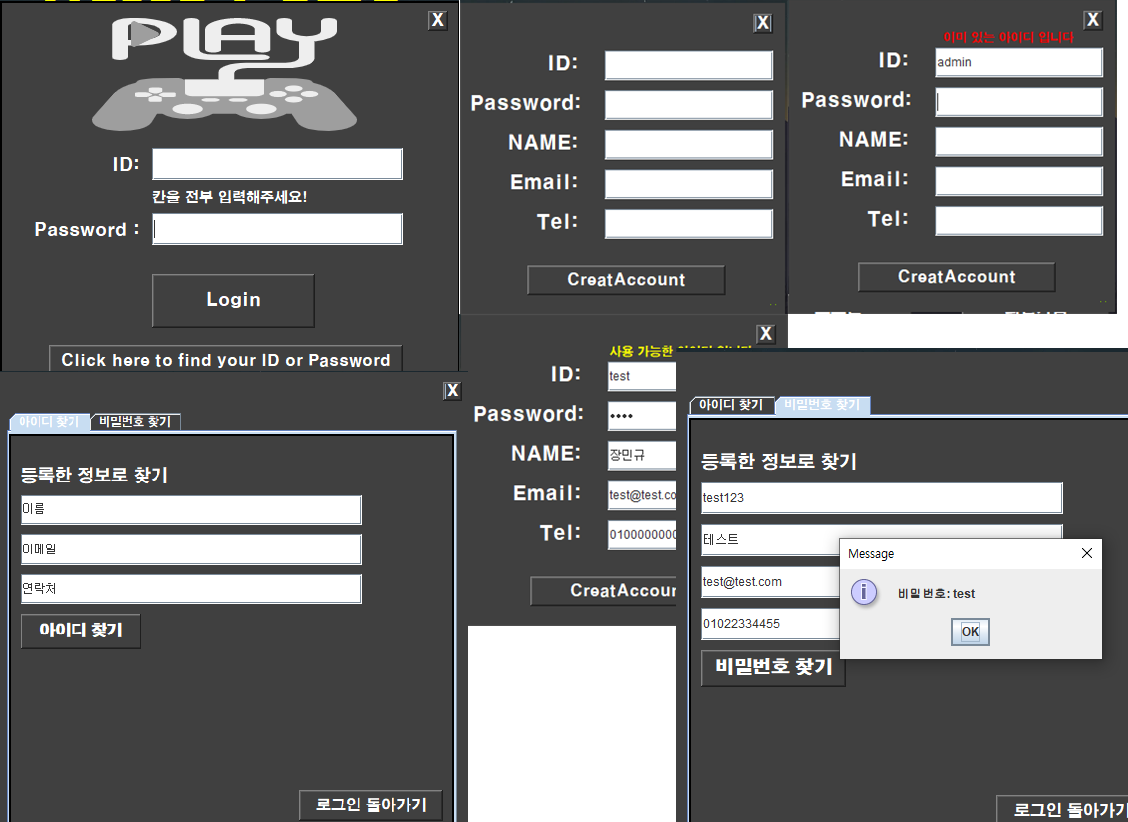 X
PLAY
ID:
칸을 전부 입력해주세요!
Password :
Login
Click here to find your ID or Password
X
ID:
Password:
NAME:
Email:
Tel:
CreatAccount
X
이미 있는 아이디 입니다
ID: admin
Password:
NAME:
Email:
Tel:
CreatAccount
X
아이디 찾기 비밀번호 찾기
등록한 정보로 찾기
이름
이메일
연락처
아이디 찾기
로그인 돌아가기
X
사용 가능한
ID: test
Password: ••••
NAME: 장민규
Email: test@test.co
Tel: 0100000000
CreatAccour
아이디 찾기 비밀번호 찾기
등록한 정보로 찾기
test123
테스트
test@test.com
01022334455
비밀번호 찾기
Message
비밀번호: test
OK
로그인 돌아가기